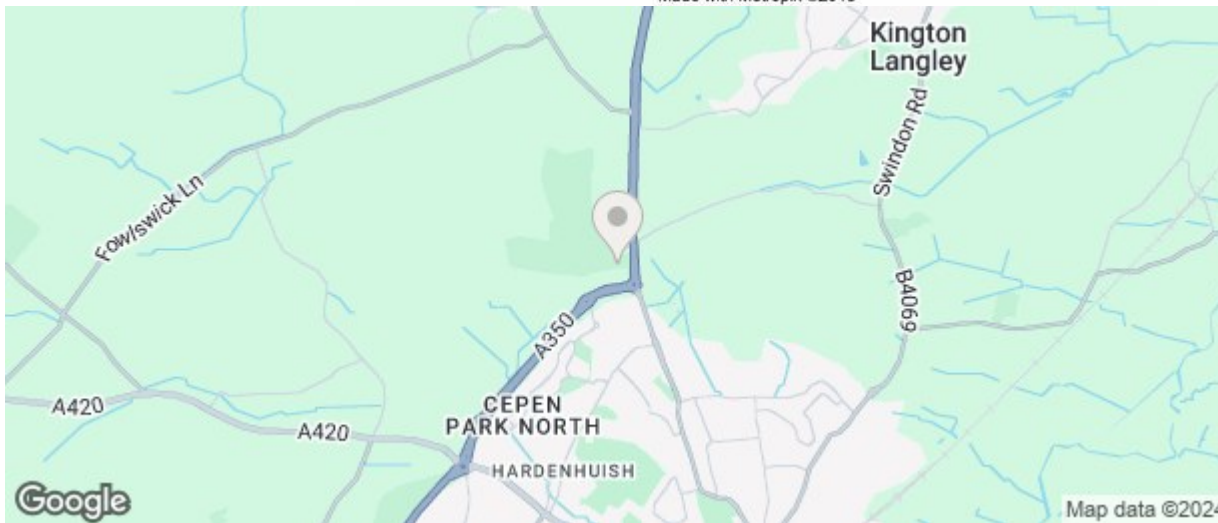 Kington
Langley
Swindon Rd
Fowlswick Ln
B4069
A350
A420
CEPEN
PARK NORTH
A420
HARDENHUISH
Google
Map data ©2024